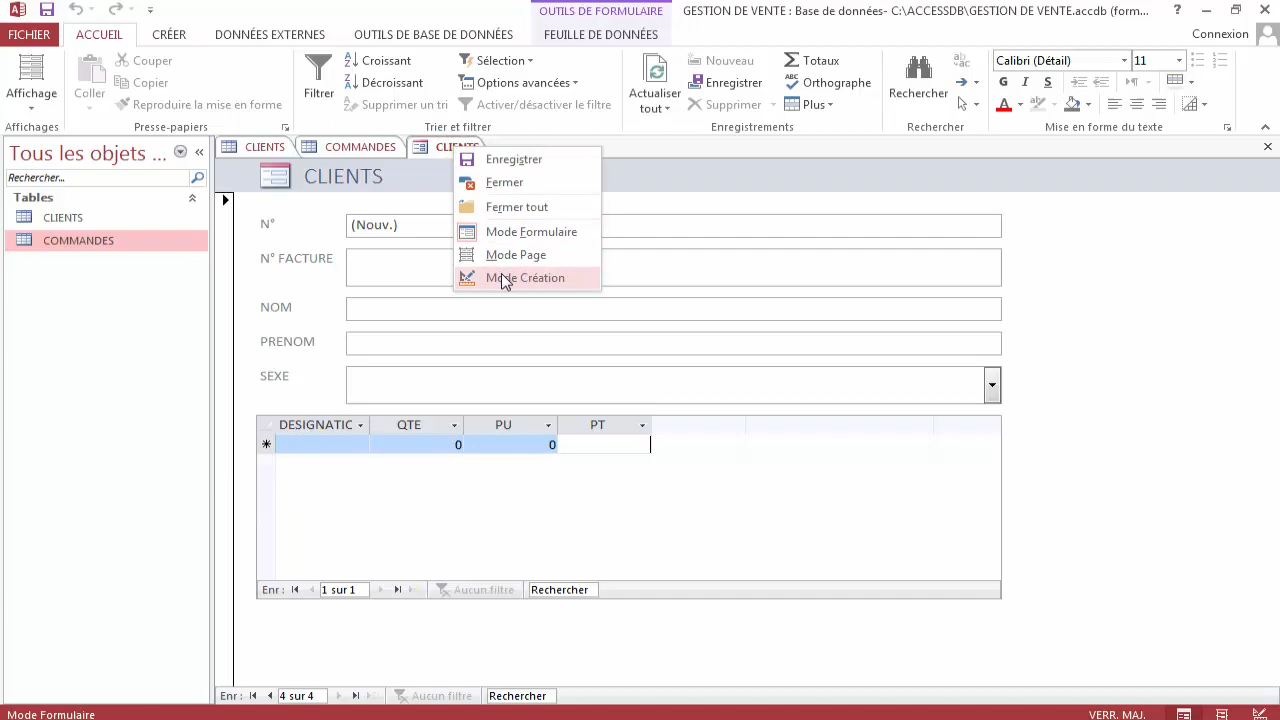 OUTILS DE FORMULAIRE
GESTION DE VENTE : Base de données- C:\ACCESSDB\GESTION DE VENTE.accdb (form...
FICHIER ACCUEIL CRÉER DONNÉES EXTERNES OUTILS DE BASE DE DONNÉES FEUILLE DE DONNÉES Connexion
Affichage
Affichages
Coller
Couper
Copier
Reproduire la mise en forme
Presse-papiers
Filtrer
Croissant
Décroissant
Supprimer un tri
Sélection
Options avancées
Activer/désactiver le filtre
Trier et filtrer
Actualiser
tout
Nouveau
Enregistrer
Supprimer
Totaux
Orthographe
Plus
Enregistrements
Rechercher
ab
ac
Rechercher
Calibri (Détail) 11
G I S
A
Mise en forme du texte
Tous les objets ...
Rechercher...
Tables
CLIENTS
COMMANDES
CLIENTS COMMANDES CLIENTS
CLIENTS
Enregistrer
Fermer
Fermer tout
Mode Formulaire
Mode Page
Mode Création
N° (Nouv.)
N° FACTURE
NOM
PRENOM
SEXE
DESIGNATIC QTE PU PT
0 0
Enr : 1 sur 1 Aucun filtre Rechercher
Enr : 4 sur 4 Aucun filtre Rechercher
Mode Formulaire VERR. MAJ.